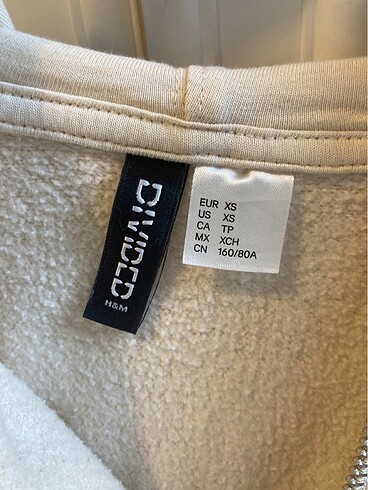 DIVIDED
H&M
EUR XS
US XS
CA TP
MX XCH
CN 160/80A